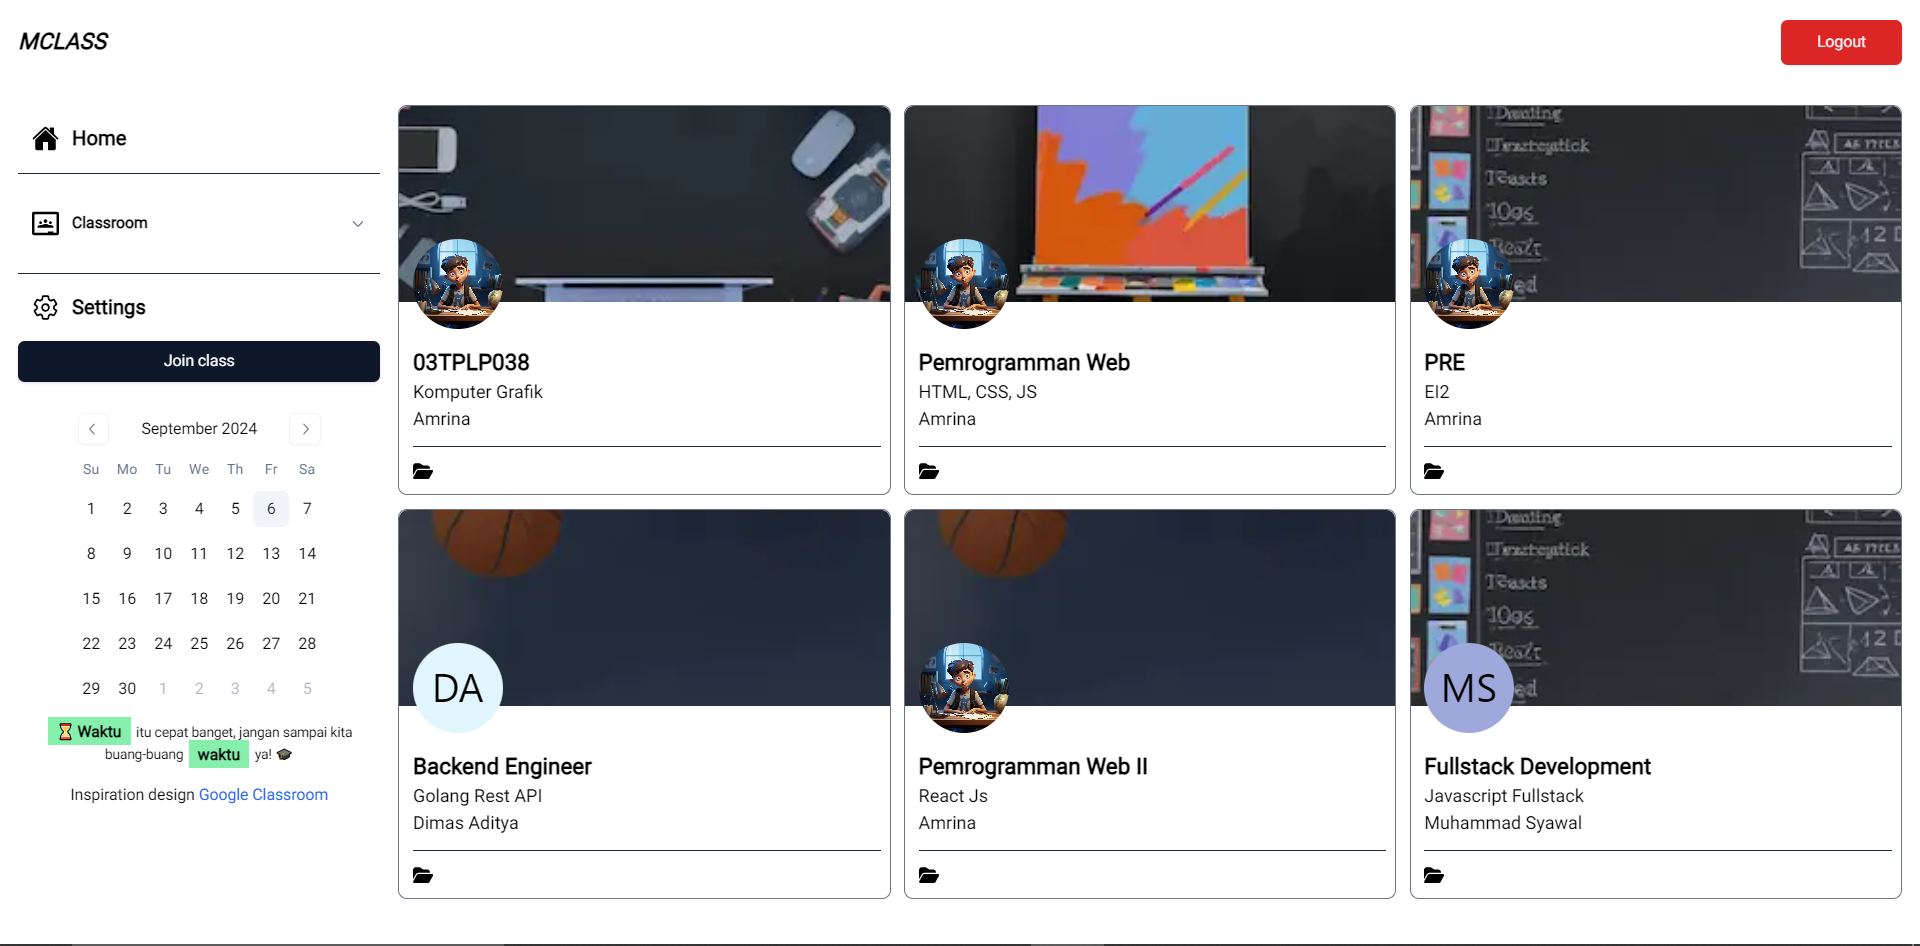 MCLASS
Logout
Home
Classroom
Settings
Join class
September 2024
Su Mo Tu We Th Fr Sa
1 2 3 4 5 6 7
8 9 10 11 12 13 14
15 16 17 18 19 20 21
22 23 24 25 26 27 28
29 30 1 2 3 4 5
⏳ Waktu itu cepat banget, jangan sampai kita
buang-buang waktu ya! 🎓
Inspiration design Google Classroom
03TPLP038
Komputer Grafik
Amrina
Pemrogramman Web
HTML, CSS, JS
Amrina
PRE
EI2
Amrina
DA
Backend Engineer
Golang Rest API
Dimas Aditya
Pemrogramman Web II
React Js
Amrina
MS
Fullstack Development
Javascript Fullstack
Muhammad Syawal